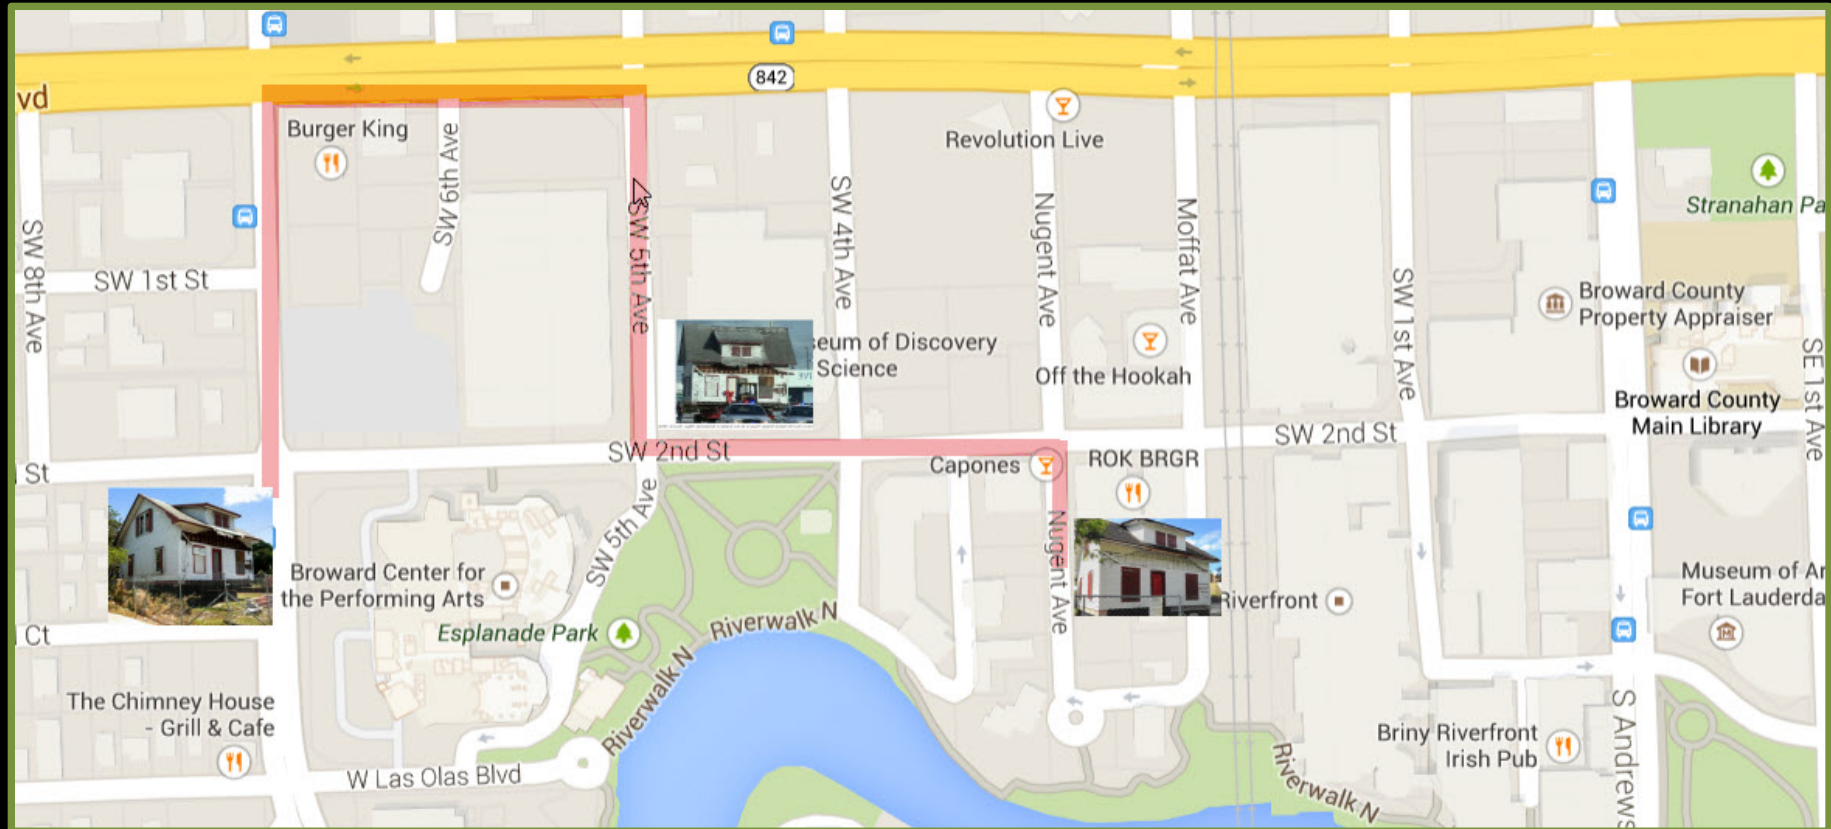 842
vd
Burger King
Revolution Live
SW 6th Ave
SW 8th Ave
SW 5th Ave
SW 4th Ave
Nugent Ave
Moffat Ave
SW 1st Ave
Stranahan Pa
SW 1st St
Broward County
Property Appraiser
seum of Discovery
Science
Off the Hookah
SE 1st Ave
Broward County
Main Library
SW 2nd St
SW 2nd St
St
Capones
ROK BRGR
SW 5th Ave
Nugent Ave
Broward Center for
the Performing Arts
Riverfront
Museum of Ar
Fort Lauderda
Ct
Esplanade Park
Riverwalk N
Riverwalk N
The Chimney House
- Grill & Cafe
S Andrews
Briny Riverfront
Irish Pub
W Las Olas Blvd
Riverwalk N